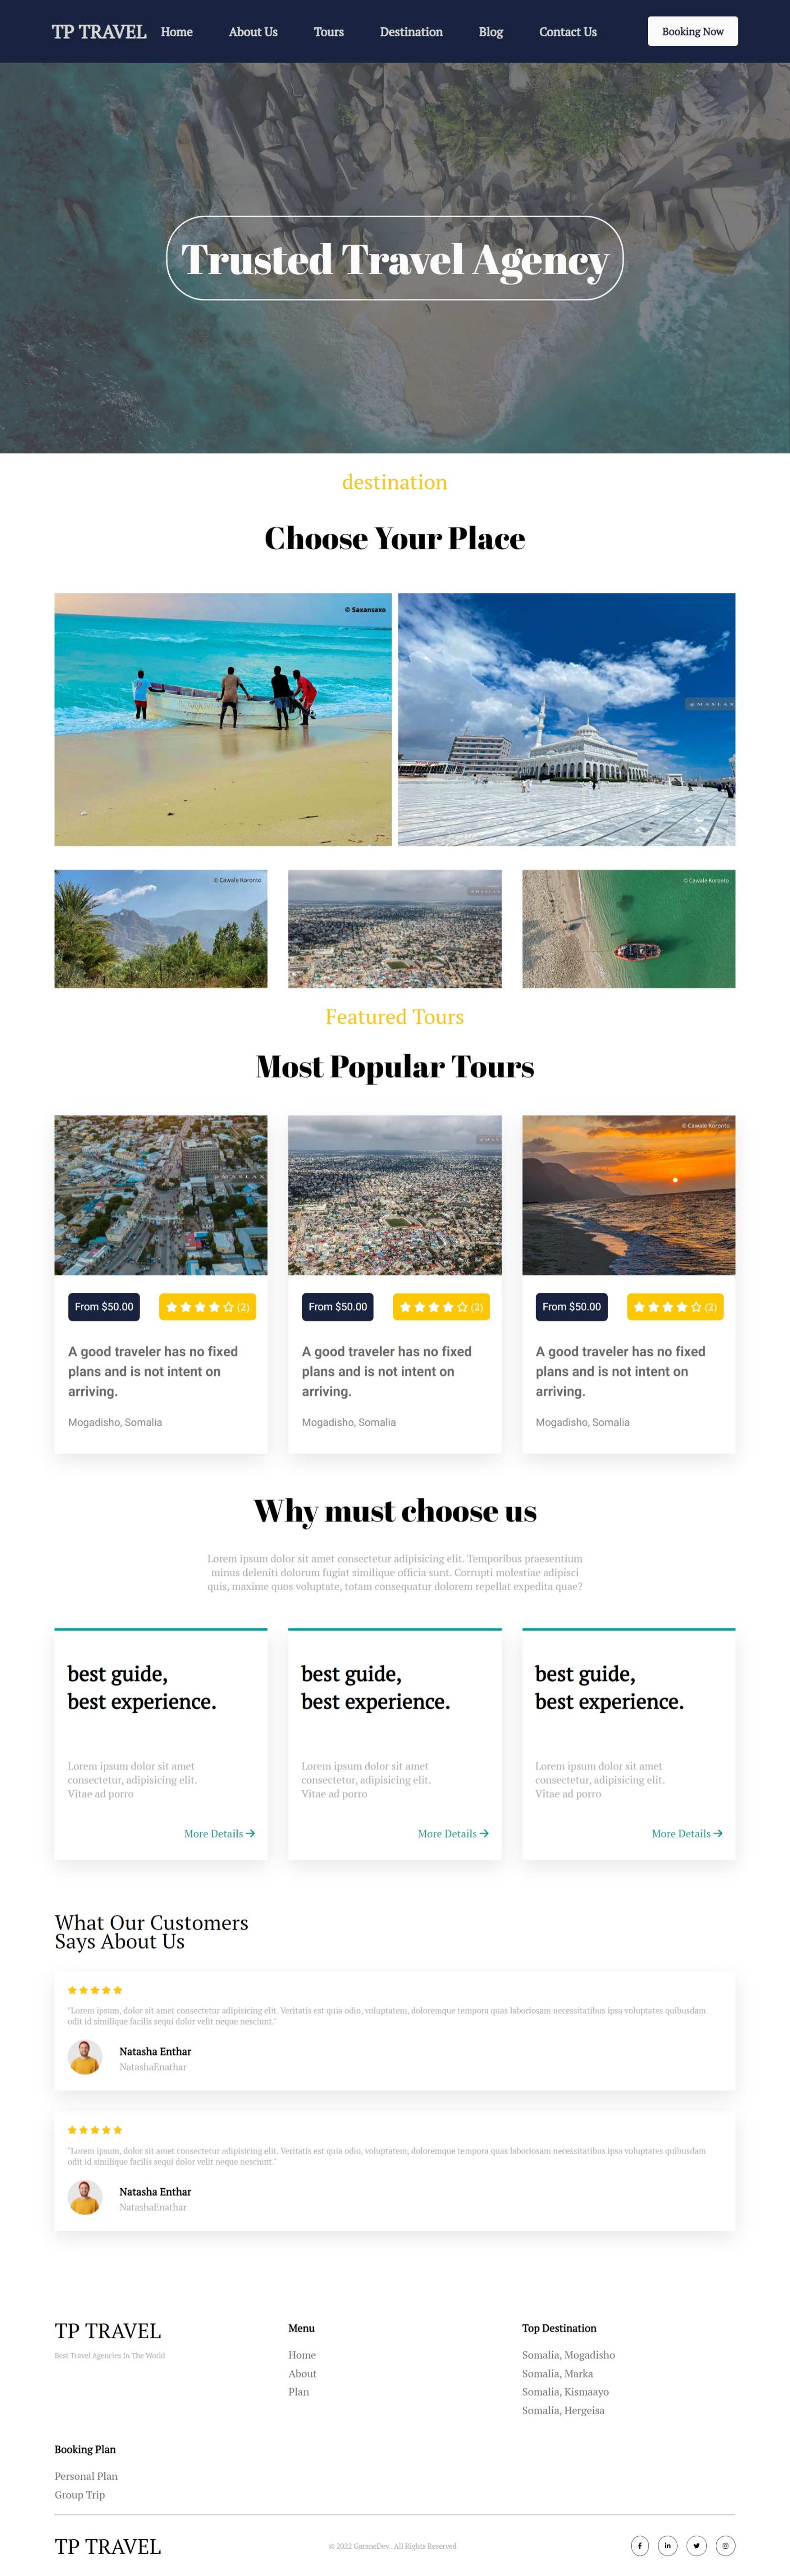 TP TRAVEL Home About Us Tours Destination Blog Contact Us Booking Now
Trusted Travel Agency
destination
Choose Your Place
© Saxansaxo
@MASLAX
© Cawale Koronto
© Cawale Koronto
Featured Tours
Most Popular Tours
@MASLAX
© Cawale Koronto
From $50.00 (2)
From $50.00 (2)
From $50.00 (2)
A good traveler has no fixed
plans and is not intent on
arriving.
Mogadisho, Somalia
A good traveler has no fixed
plans and is not intent on
arriving.
Mogadisho, Somalia
A good traveler has no fixed
plans and is not intent on
arriving.
Mogadisho, Somalia
Why must choose us
Lorem ipsum dolor sit amet consectetur adipisicing elit. Temporibus praesentium
minus deleniti dolorum fugiat similique officia sunt. Corrupti molestiae adipisci
quis, maxime quos voluptate, totam consequatur dolorem repellat expedita quae?
best guide,
best experience.
Lorem ipsum dolor sit amet
consectetur, adipisicing elit.
Vitae ad porro
More Details
best guide,
best experience.
Lorem ipsum dolor sit amet
consectetur, adipisicing elit.
Vitae ad porro
More Details
best guide,
best experience.
Lorem ipsum dolor sit amet
consectetur, adipisicing elit.
Vitae ad porro
More Details
What Our Customers
Says About Us
"Lorem ipsum, dolor sit amet consectetur adipisicing elit. Veritatis est quia odio, voluptatem, doloremque tempora quas laboriosam necessitatibus ipsa voluptates quibusdam
odit id similique facilis sequi dolor velit neque nesciunt."
Natasha Enthar
NatashaEnathar
"Lorem ipsum, dolor sit amet consectetur adipisicing elit. Veritatis est quia odio, voluptatem, doloremque tempora quas laboriosam necessitatibus ipsa voluptates quibusdam
odit id similique facilis sequi dolor velit neque nesciunt."
Natasha Enthar
NatashaEnathar
TP TRAVEL
Best Travel Agencies In The World
Menu
Home
About
Plan
Top Destination
Somalia, Mogadisho
Somalia, Marka
Somalia, Kismaayo
Somalia, Hergeisa
Booking Plan
Personal Plan
Group Trip
TP TRAVEL
© 2022 GaraneDev . All Rights Reserved